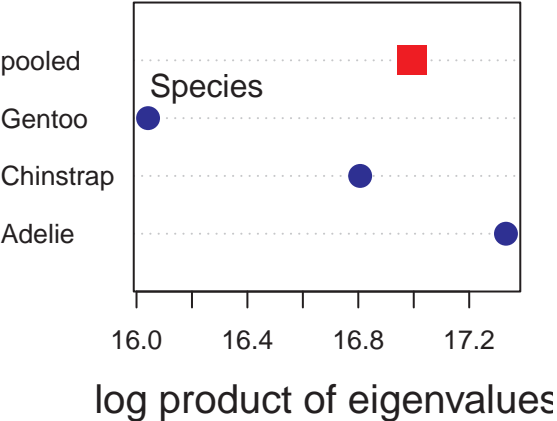 pooled
Species
Gentoo
Chinstrap
Adelie
16.0 16.4 16.8 17.2
log product of eigenvalues